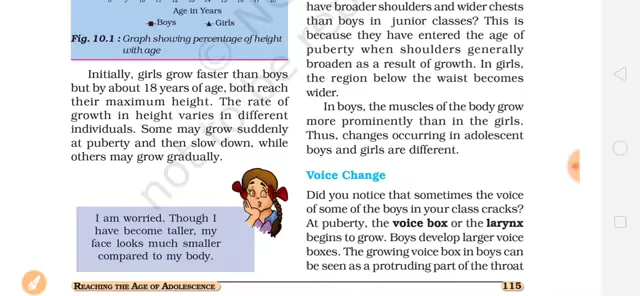 Age in Years
Boys
Girls
Fig. 10.1 : Graph showing percentage of height
with age
Initially, girls grow faster than boys
but by about 18 years of age, both reach
their maximum height. The rate of
growth in height varies in different
individuals. Some may grow suddenly
at puberty and then slow down, while
others may grow gradually.
I am worried. Though I
have become taller, my
face looks much smaller
compared to my body.
have broader shoulders and wider chests
than boys in junior classes? This is
because they have entered the age of
puberty when shoulders generally
broaden as a result of growth. In girls,
the region below the waist becomes
wider.
In boys, the muscles of the body grow
more prominently than in the girls.
Thus, changes occurring in adolescent
boys and girls are different.
Voice Change
Did you notice that sometimes the voice
of some of the boys in your class cracks?
At puberty, the voice box or the larynx
begins to grow. Boys develop larger voice
boxes. The growing voice box in boys can
be seen as a protruding part of the throat
REACHING THE AGE OF ADOLESCENCE
115